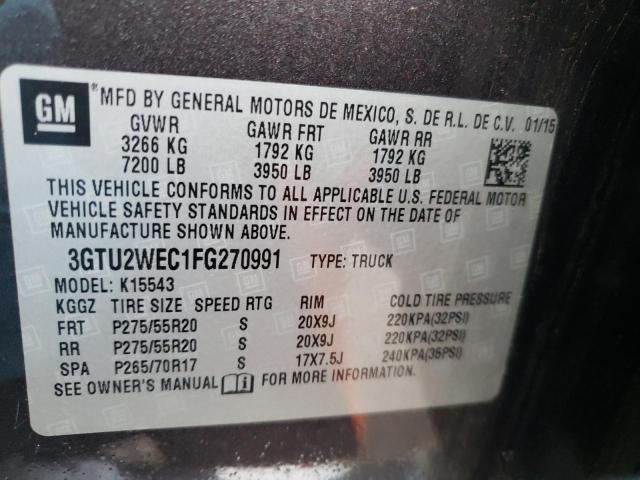 GM
*MFD BY GENERAL MOTORS DE MEXICO, S. DE R.L. DE C.V. 01/15
GVWR GAWR FRT GAWR RR
3266 KG 1792 KG 1792 KG
7200 LB 3950 LB 3950 LB
THIS VEHICLE CONFORMS TO ALL APPLICABLE U.S. FEDERAL MOTOR
VEHICLE SAFETY STANDARDS IN EFFECT ON THE DATE OF
MANUFACTURE SHOWN ABOVE.
3GTU2WEC1FG270991 TYPE: TRUCK
MODEL: K15543
KGGZ TIRE SIZE SPEED RTG RIM COLD TIRE PRESSURE
FRT P275/55R20 S 20X9J 220KPA(32PSI)
RR P275/55R20 S 20X9J 220KPA(32PSI)
SPA P265/70R17 S 17X7.5J 240KPA(35PSI)
SEE OWNER'S MANUAL FOR MORE INFORMATION.